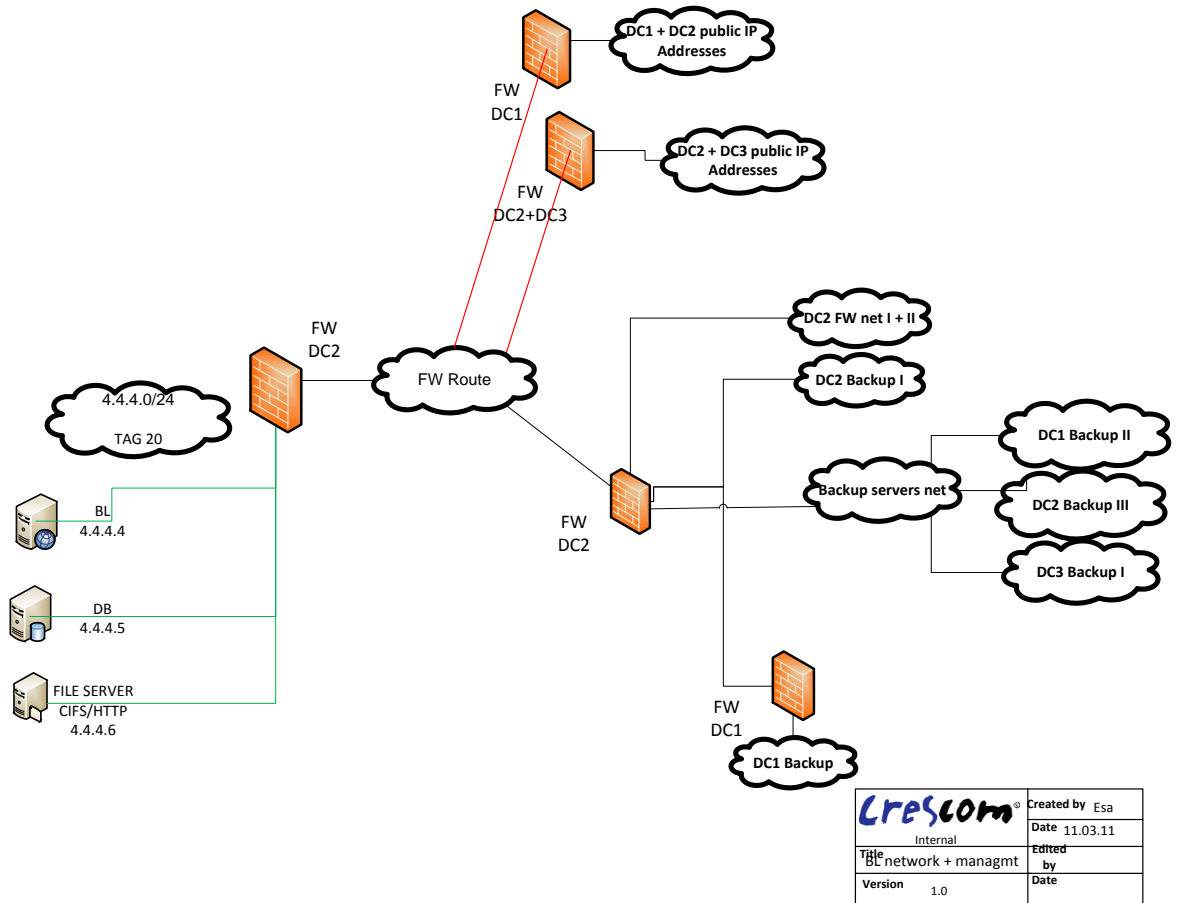 DC1 + DC2 public IP
Addresses
FW
DC1
DC2 + DC3 public IP
Addresses
FW
DC2+DC3
FW
DC2
FW Route
DC2 FW net I + II
DC2 Backup I
4.4.4.0/24
TAG 20
DC1 Backup II
Backup servers net
DC2 Backup III
DC3 Backup I
FW
DC2
BL
4.4.4.4
DB
4.4.4.5
FILE SERVER
CIFS/HTTP
4.4.4.6
FW
DC1
DC1 Backup
Crescom
Internal
Created by Esa
Date 11.03.11
Title BL network + managmt
Edited
by
Version 1.0
Date